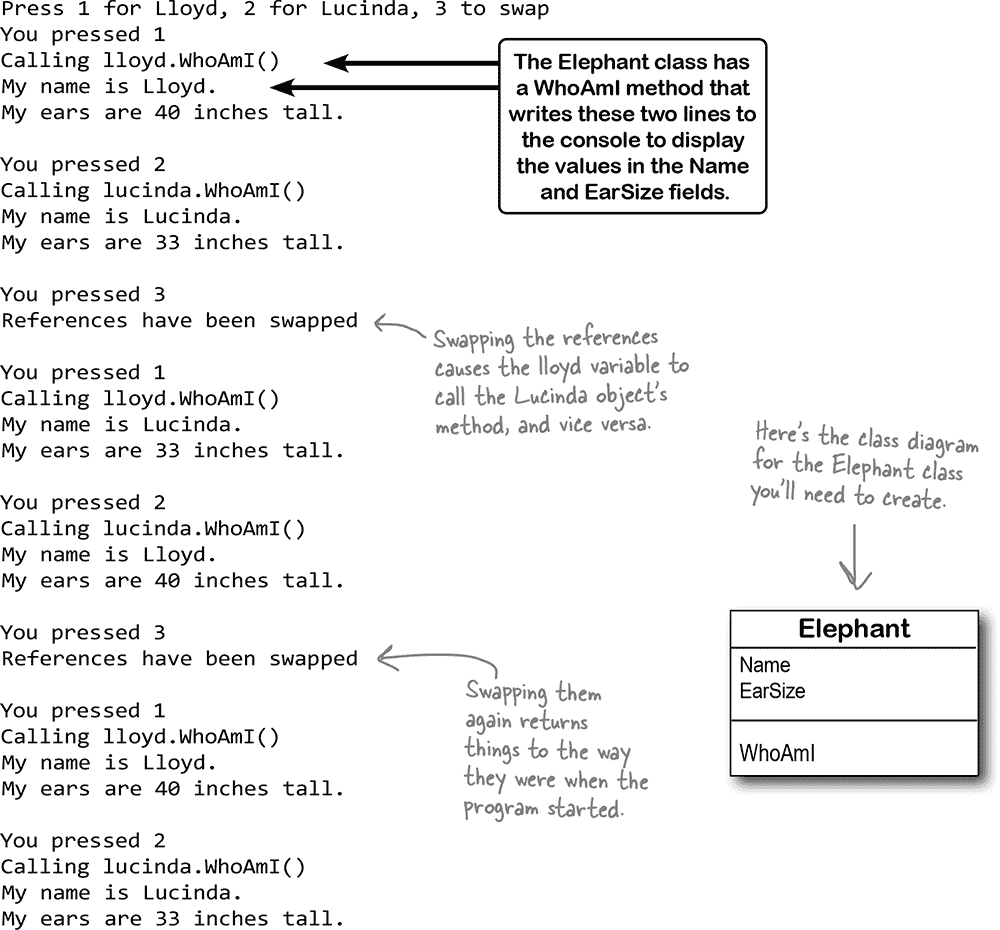 Press 1 for Lloyd, 2 for Lucinda, 3 to swap
You pressed 1
Calling lloyd.WhoAmI()
My name is Lloyd.
My ears are 40 inches tall.
The Elephant class has
a WhoAmI method that
writes these two lines to
the console to display
the values in the Name
and EarSize fields.
You pressed 2
Calling lucinda.WhoAmI()
My name is Lucinda.
My ears are 33 inches tall.
You pressed 3
References have been swapped
Swapping the references
causes the lloyd variable to
call the Lucinda object's
method, and vice versa.
You pressed 1
Calling lloyd.WhoAmI()
My name is Lucinda.
My ears are 33 inches tall.
You pressed 2
Calling lucinda.WhoAmI()
My name is Lloyd.
My ears are 40 inches tall.
Here's the class diagram
for the Elephant class
you'll need to create.
Elephant
Name
EarSize
WhoAmI
You pressed 3
References have been swapped
Swapping them
again returns
things to the way
they were when the
program started.
You pressed 1
Calling lloyd.WhoAmI()
My name is Lloyd.
My ears are 40 inches tall.
You pressed 2
Calling lucinda.WhoAmI()
My name is Lucinda.
My ears are 33 inches tall.